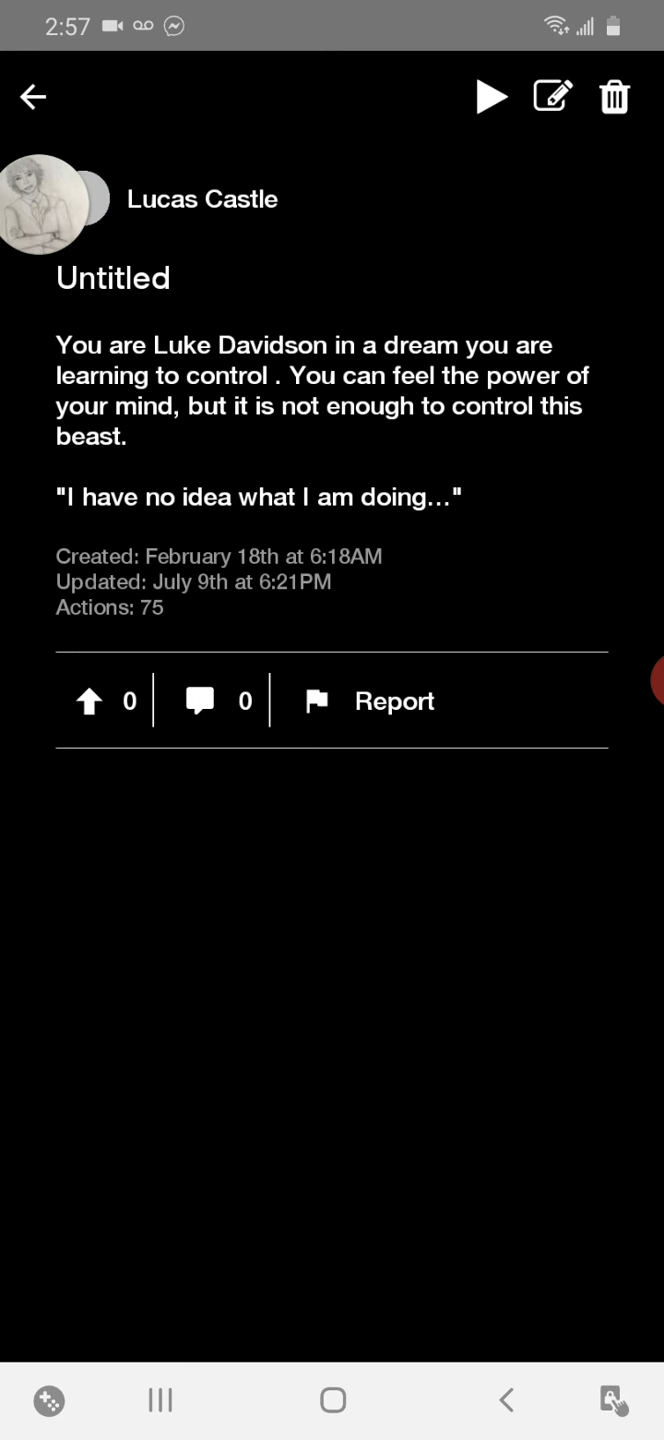 2:57
Lucas Castle
Untitled
You are Luke Davidson in a dream you are
learning to control . You can feel the power of
your mind, but it is not enough to control this
beast.
"I have no idea what I am doing..."
Created: February 18th at 6:18AM
Updated: July 9th at 6:21PM
Actions: 75
0
0
Report